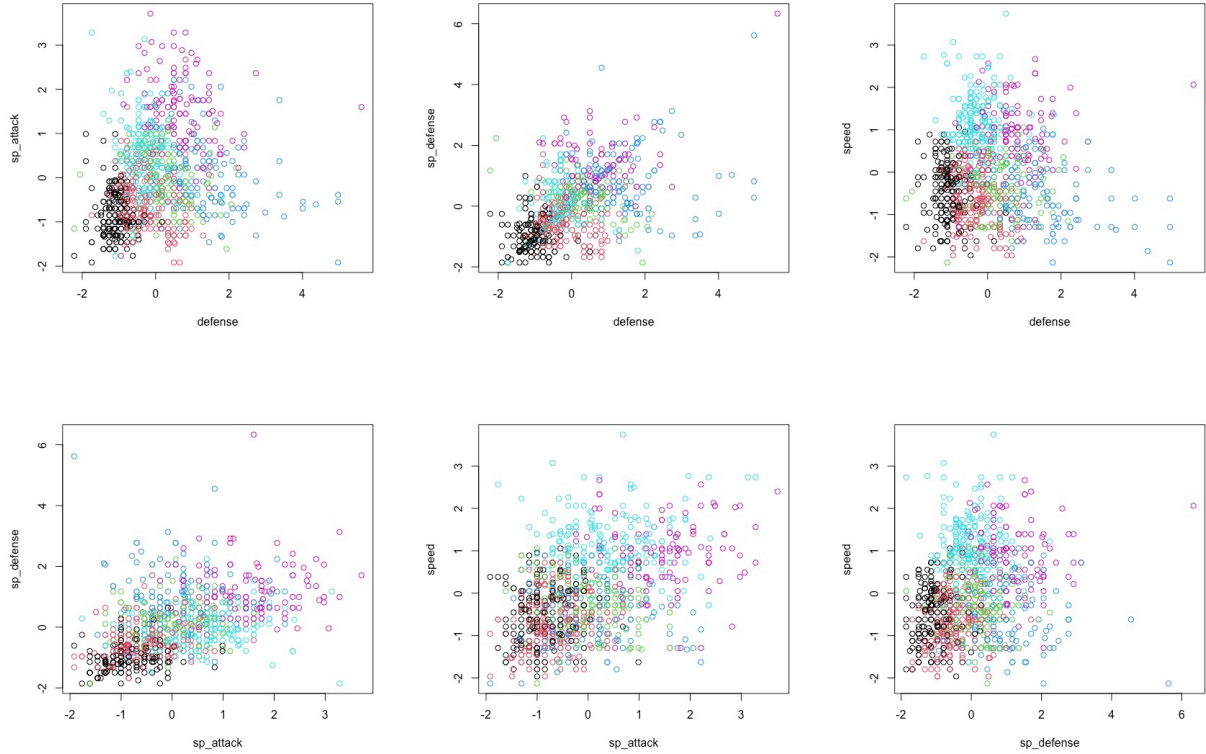 3
2
1
0
-1
-2
sp_attack
-2 0 2 4
defense
6
4
2
0
-2
sp_defense
-2 0 2 4
defense
3
2
1
0
-1
-2
speed
-2 0 2 4
defense
6
4
2
0
-2
sp_defense
-2 -1 0 1 2 3
sp_attack
3
2
1
0
-1
-2
speed
-2 -1 0 1 2 3
sp_attack
3
2
1
0
-1
-2
speed
-2 0 2 4 6
sp_defense